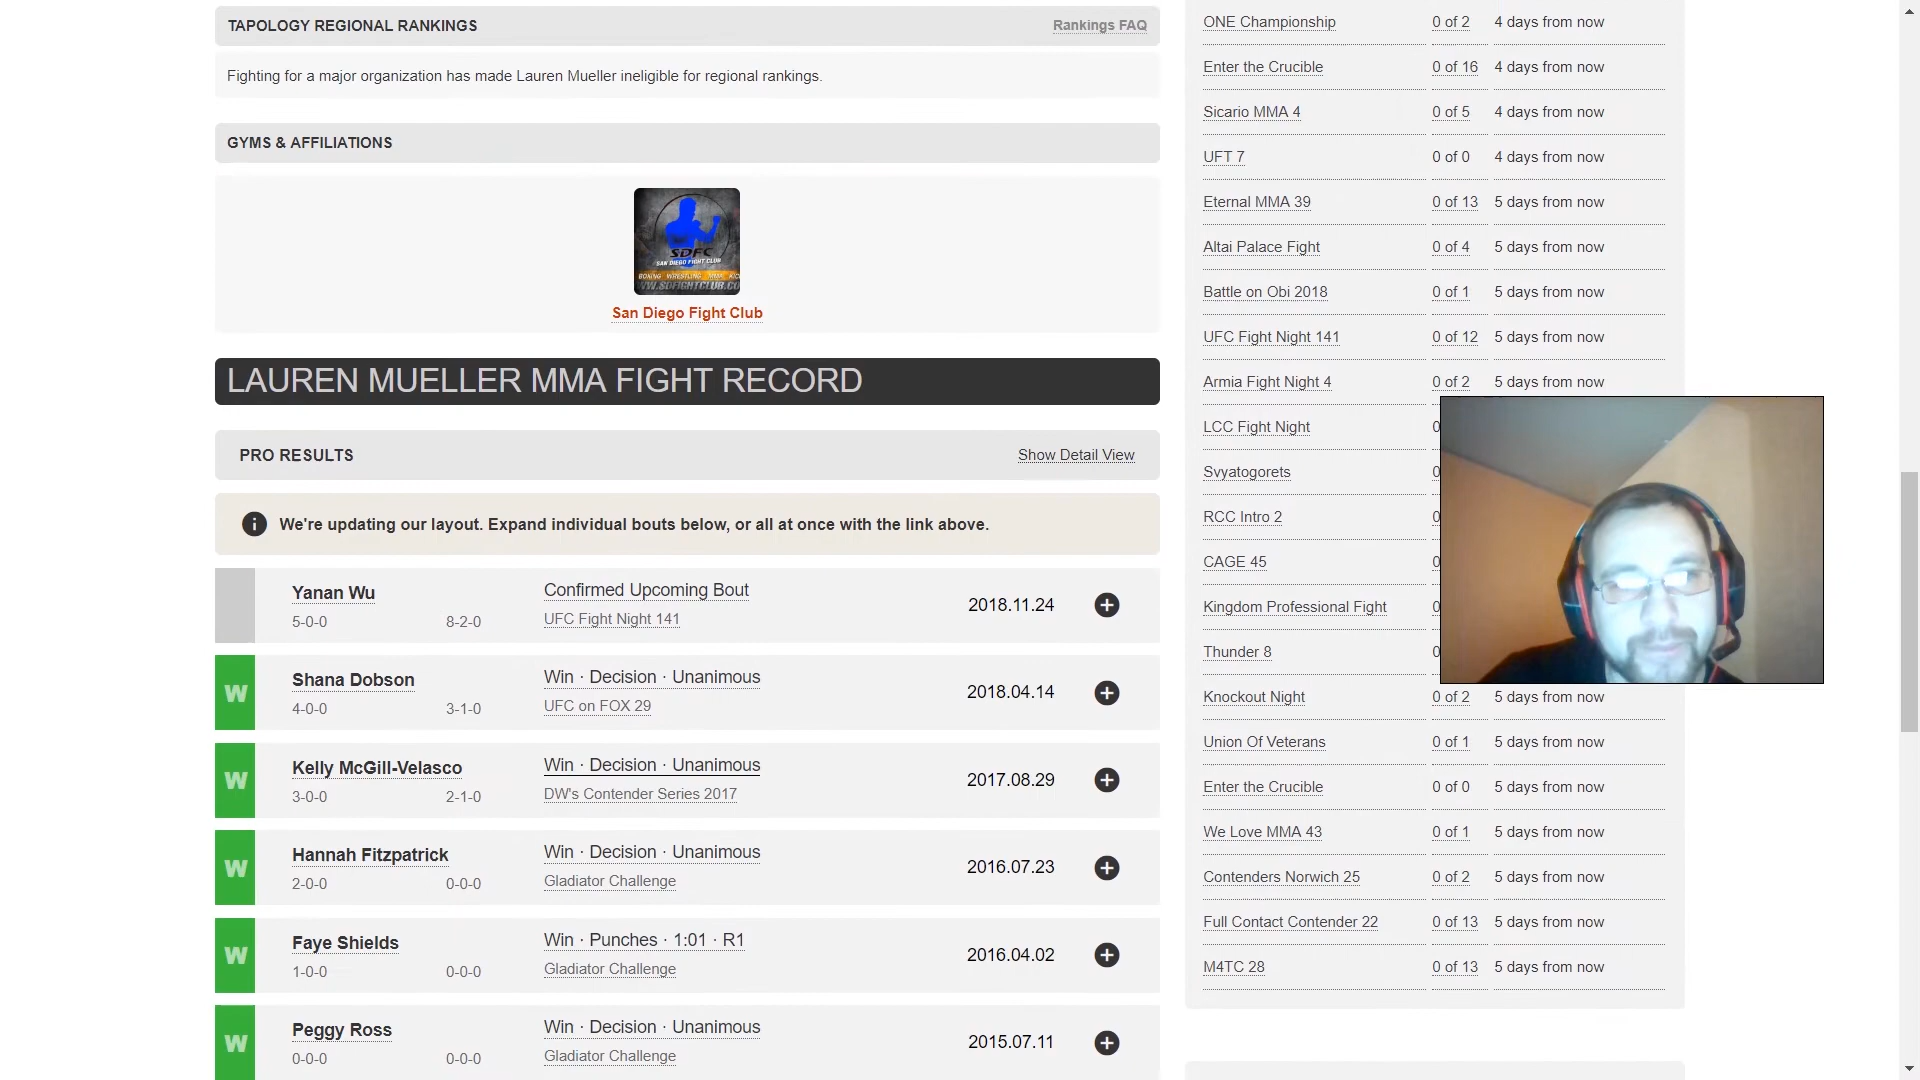 TAPOLOGY REGIONAL RANKINGS
Rankings FAQ
Fighting for a major organization has made Lauren Mueller ineligible for regional rankings.
GYMS & AFFILIATIONS
SDFC
SAN DIEGO FIGHT CLUB
WRESTLING MMA
San Diego Fight Club
LAUREN MUELLER MMA FIGHT RECORD
PRO RESULTS
Show Detail View
We're updating our layout. Expand individual bouts below, or all at once with the link above.
Yanan Wu
Confirmed Upcoming Bout
5-0-0
8-2-0
UFC Fight Night 141
2018.11.24
W
Shana Dobson
Win · Decision · Unanimous
4-0-0
3-1-0
UFC on FOX 29
2018.04.14
W
Kelly McGill-Velasco
Win · Decision · Unanimous
3-0-0
2-1-0
DW's Contender Series 2017
2017.08.29
W
Hannah Fitzpatrick
Win · Decision · Unanimous
2-0-0
0-0-0
Gladiator Challenge
2016.07.23
W
Faye Shields
Win · Punches · 1:01 · R1
1-0-0
0-0-0
Gladiator Challenge
2016.04.02
W
Peggy Ross
Win · Decision · Unanimous
0-0-0
0-0-0
Gladiator Challenge
2015.07.11
ONE Championship 0 of 2 4 days from now
Enter the Crucible 0 of 16 4 days from now
Sicario MMA 4 0 of 5 4 days from now
UFT 7 0 of 0 4 days from now
Eternal MMA 39 0 of 13 5 days from now
Altai Palace Fight 0 of 4 5 days from now
Battle on Obi 2018 0 of 1 5 days from now
UFC Fight Night 141 0 of 12 5 days from now
Armia Fight Night 4 0 of 2 5 days from now
LCC Fight Night 0
Svyatogorets 0
RCC Intro 2 0
CAGE 45 0
Kingdom Professional Fight 0
Thunder 8 0
Knockout Night 0 of 2 5 days from now
Union Of Veterans 0 of 1 5 days from now
Enter the Crucible 0 of 0 5 days from now
We Love MMA 43 0 of 1 5 days from now
Contenders Norwich 25 0 of 2 5 days from now
Full Contact Contender 22 0 of 13 5 days from now
M4TC 28 0 of 13 5 days from now